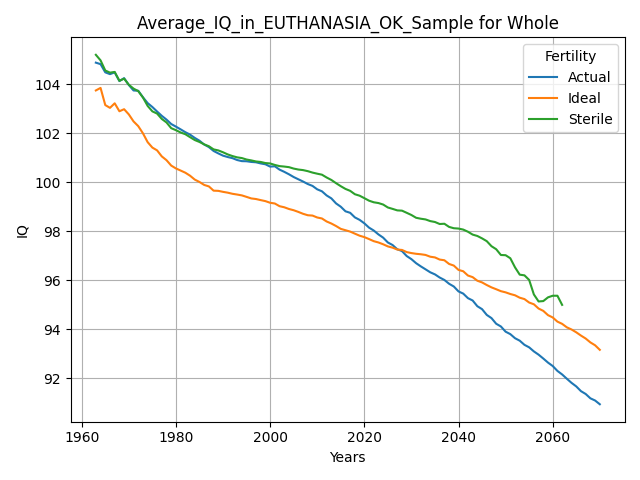 Average_IQ_in_EUTHANASIA_OK_Sample for Whole
Fertility
Actual
Ideal
Sterile
IQ
104
102
100
98
96
94
92
1960
1980
2000
2020
2040
2060
Years